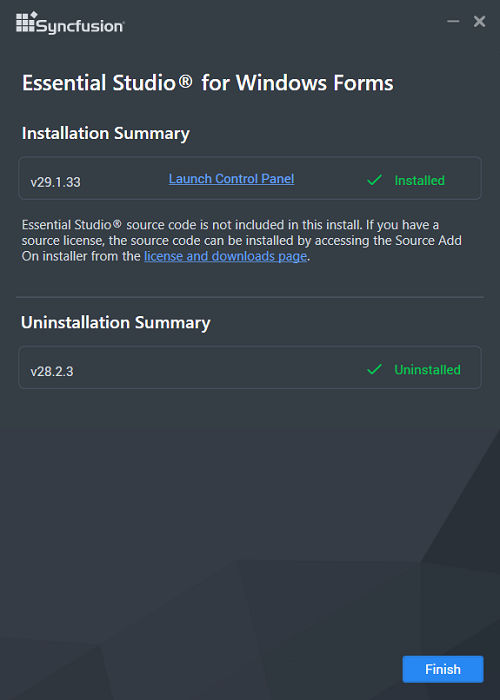 Syncfusion®
Essential Studio® for Windows Forms
Installation Summary
v29.1.33 Launch Control Panel Installed
Essential Studio® source code is not included in this install. If you have a
source license, the source code can be installed by accessing the Source Add
On installer from the license and downloads page.
Uninstallation Summary
v28.2.3 Uninstalled
Finish